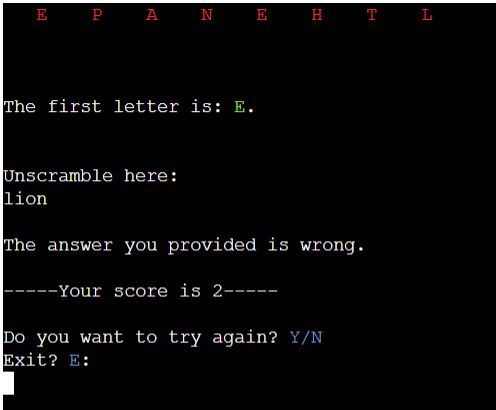 E P A N E H T L
The first letter is: E.
Unscramble here:
lion
The answer you provided is wrong.
-----Your score is 2-----
Do you want to try again? Y/N
Exit? E: